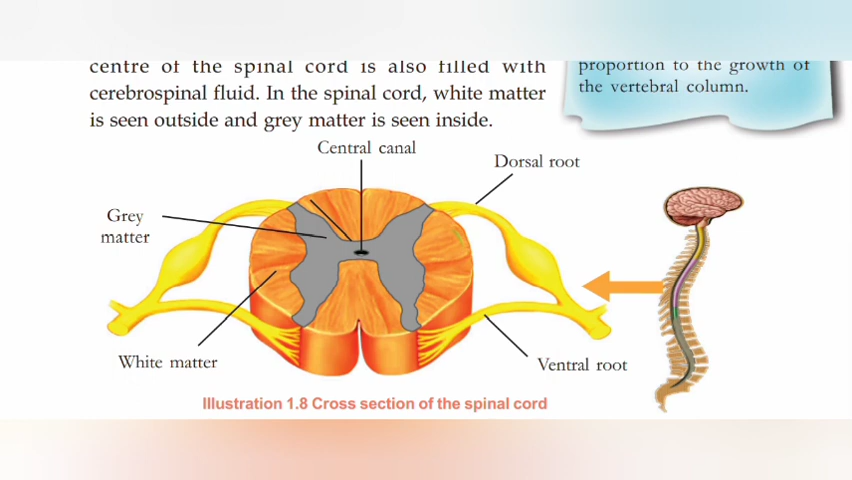 centre of the spinal cord is also filled with
cerebrospinal fluid. In the spinal cord, white matter
is seen outside and grey matter is seen inside.
proportion to the growth of
the vertebral column.
Central canal
Dorsal root
Grey
matter
White matter
Ventral root
Illustration 1.8 Cross section of the spinal cord